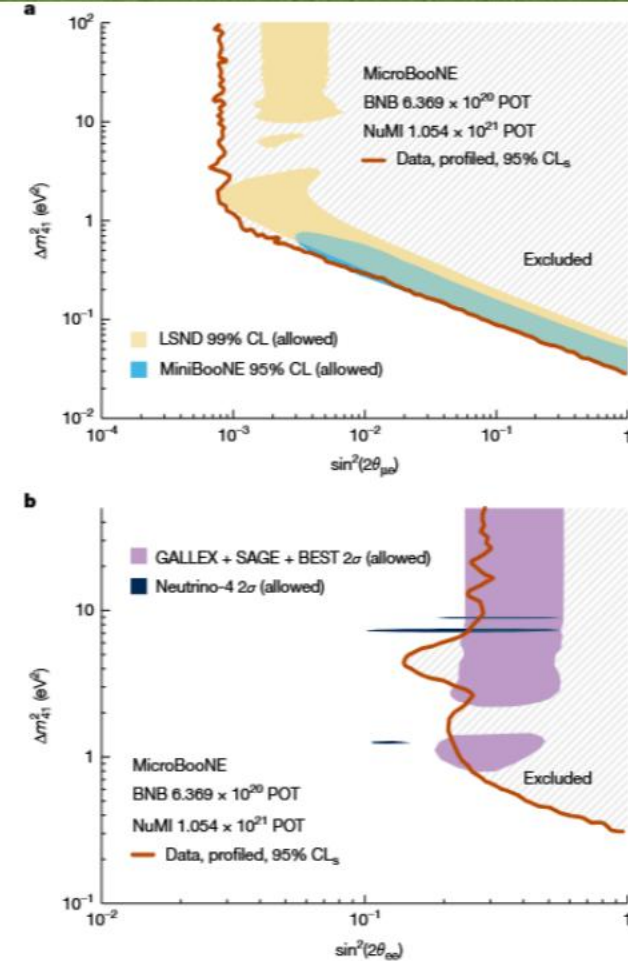 a
10²
10
1
10⁻¹
10⁻²
Δm²₄₁ (eV²)
MicroBooNE
BNB 6.369 × 10²⁰ POT
NuMI 1.054 × 10²¹ POT
Data, profiled, 95% CLₛ
Excluded
LSND 99% CL (allowed)
MiniBooNE 95% CL (allowed)
10⁻⁴ 10⁻³ 10⁻² 10⁻¹ 1
sin²(2θμₑ)
b
GALLEX + SAGE + BEST 2σ (allowed)
Neutrino-4 2σ (allowed)
10
1
10⁻¹
Δm²₄₁ (eV²)
MicroBooNE
BNB 6.369 × 10²⁰ POT
NuMI 1.054 × 10²¹ POT
Data, profiled, 95% CLₛ
Excluded
10⁻² 10⁻¹ 1
sin²(2θₑₑ)